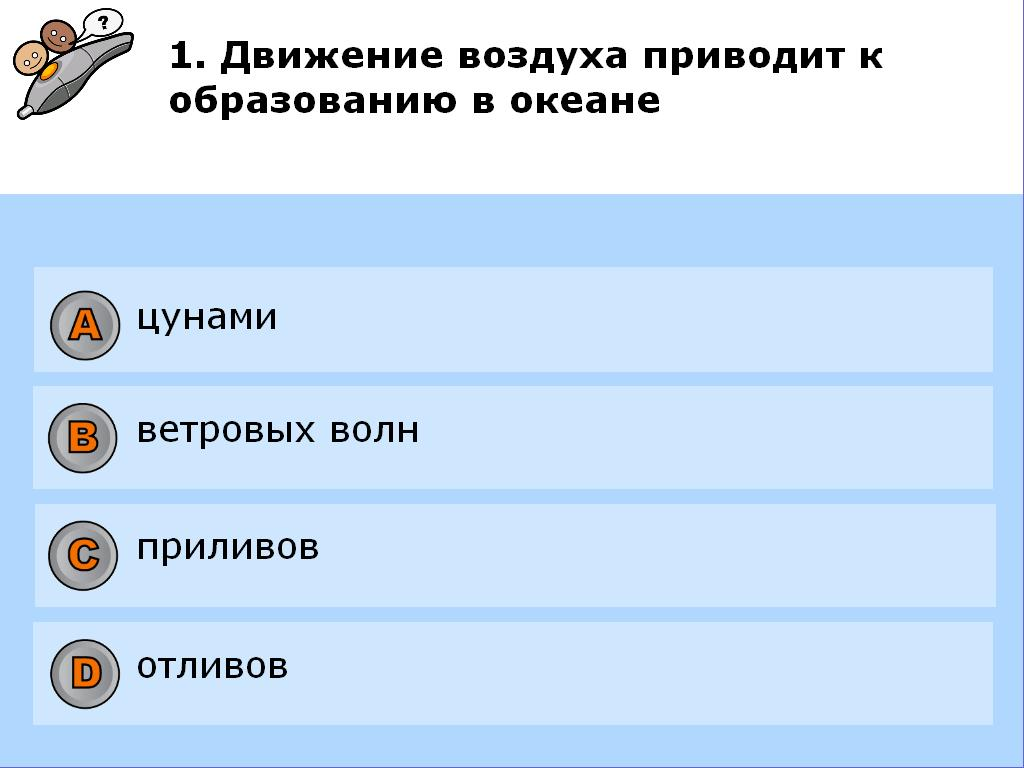 ?
1. Движение воздуха приводит к
образованию в океане
A цунами
B ветровых волн
C приливов
D отливов